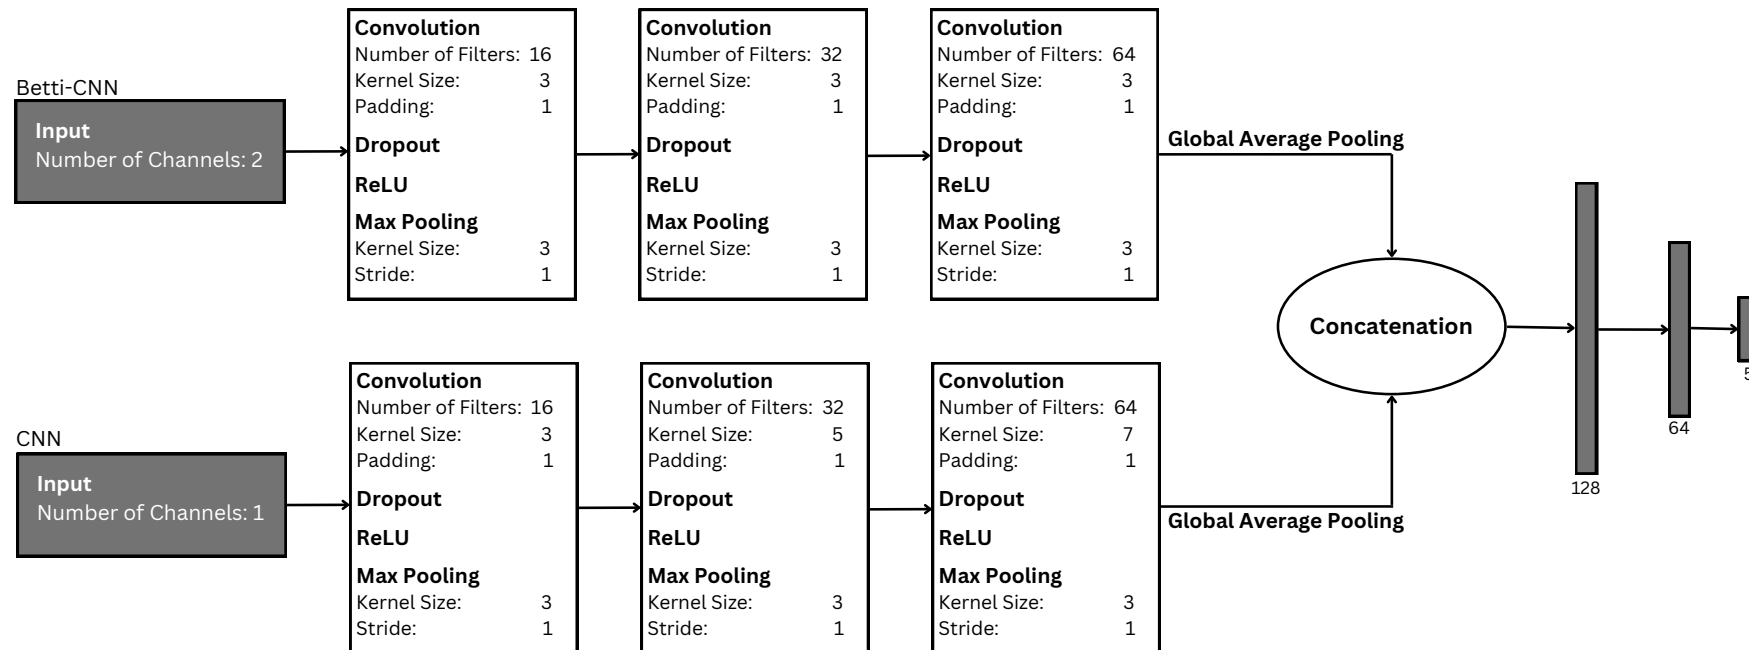 Betti-CNN
Input
Number of Channels: 2
Convolution
Number of Filters: 16
Kernel Size: 3
Padding: 1
Dropout
ReLU
Max Pooling
Kernel Size: 3
Stride: 1
Convolution
Number of Filters: 32
Kernel Size: 3
Padding: 1
Dropout
ReLU
Max Pooling
Kernel Size: 3
Stride: 1
Convolution
Number of Filters: 64
Kernel Size: 3
Padding: 1
Dropout
ReLU
Max Pooling
Kernel Size: 3
Stride: 1
Global Average Pooling
CNN
Input
Number of Channels: 1
Convolution
Number of Filters: 16
Kernel Size: 3
Padding: 1
Dropout
ReLU
Max Pooling
Kernel Size: 3
Stride: 1
Convolution
Number of Filters: 32
Kernel Size: 5
Padding: 1
Dropout
ReLU
Max Pooling
Kernel Size: 3
Stride: 1
Convolution
Number of Filters: 64
Kernel Size: 7
Padding: 1
Dropout
ReLU
Max Pooling
Kernel Size: 3
Stride: 1
Global Average Pooling
Concatenation
128
64